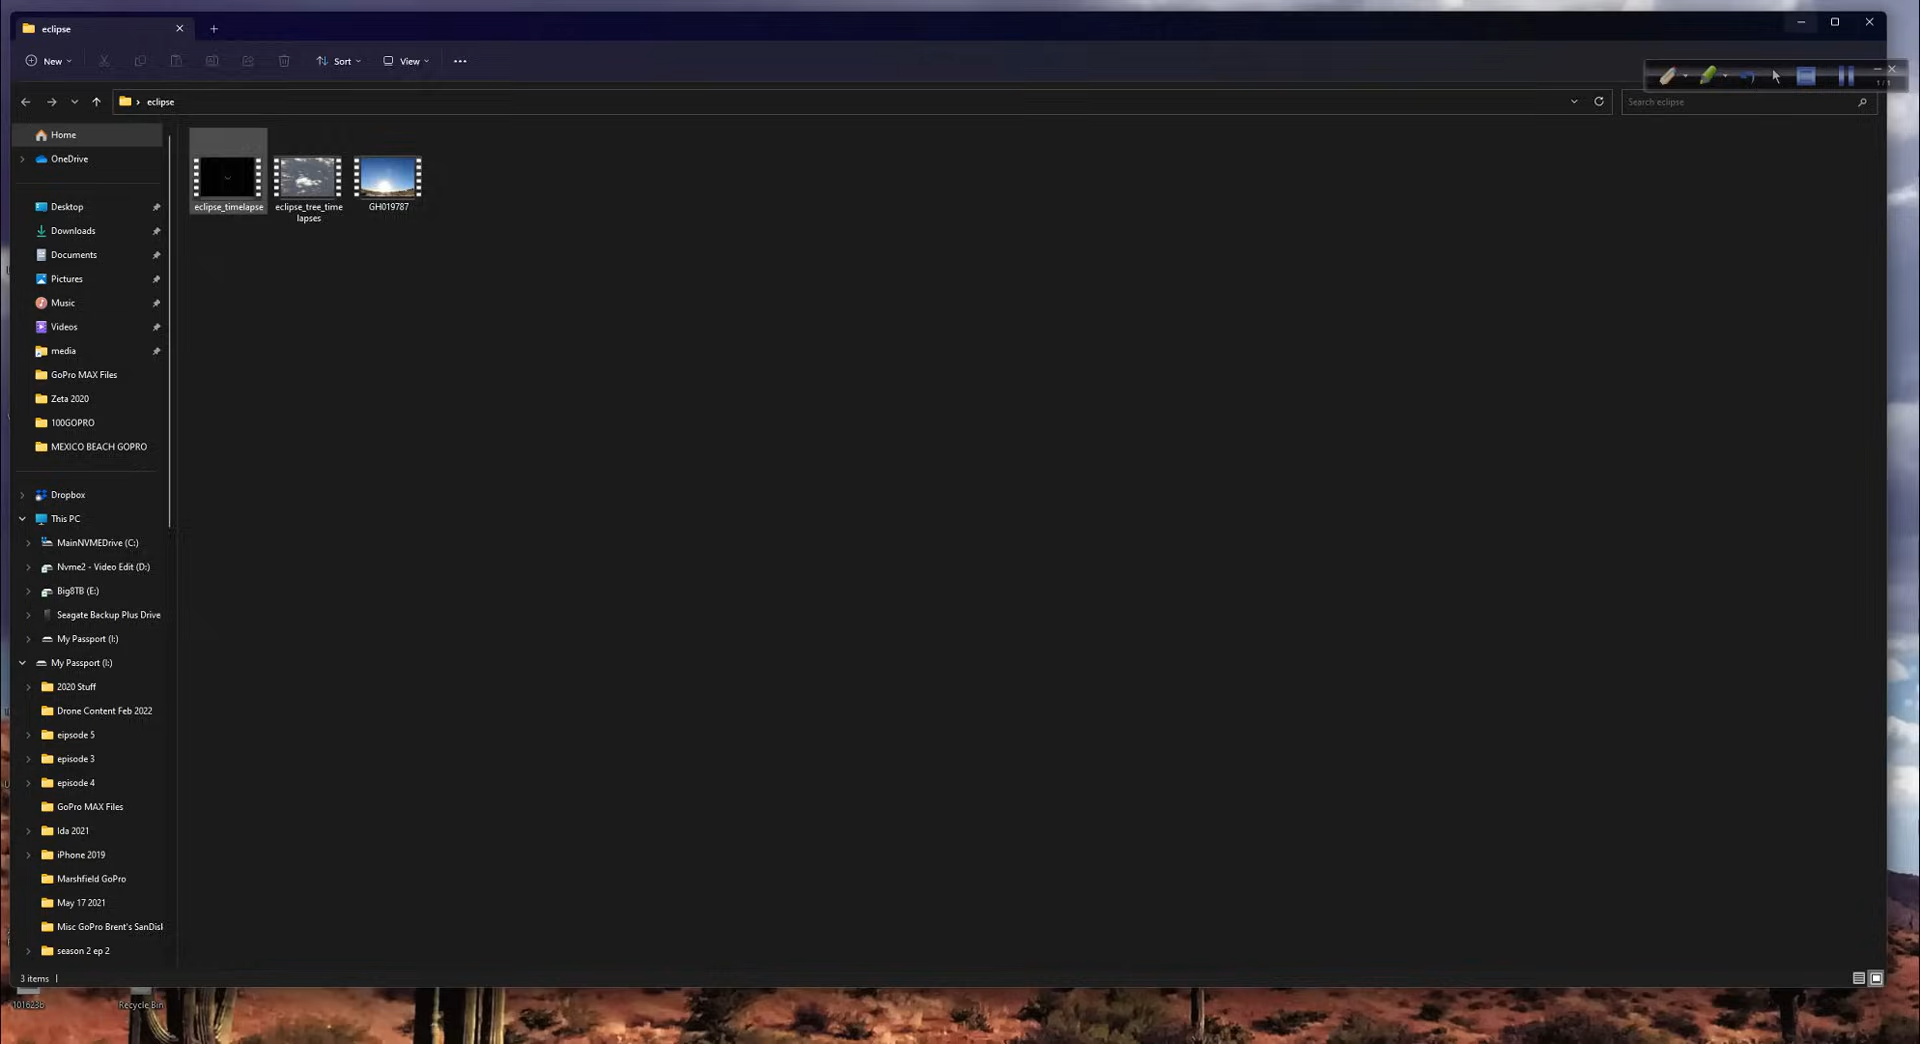 eclipse
New
Sort
View
eclipse
Search eclipse
1 / 1
Home
OneDrive
Desktop
Downloads
Documents
Pictures
Music
Videos
media
GoPro MAX Files
Zeta 2020
100GOPRO
MEXICO BEACH GOPRO
Dropbox
This PC
MainNVMEDrive (C:)
Nvme2 - Video Edit (D:)
Big8TB (E:)
Seagate Backup Plus Drive
My Passport (I:)
My Passport (I:)
2020 Stuff
Drone Content Feb 2022
eipsode 5
episode 3
episode 4
GoPro MAX Files
Ida 2021
iPhone 2019
Marshfield GoPro
May 17 2021
Misc GoPro Brent's SanDisk
season 2 ep 2
eclipse_timelapse
eclipse_tree_time
lapses
GH019787
3 items
101623B
Recycle Bin